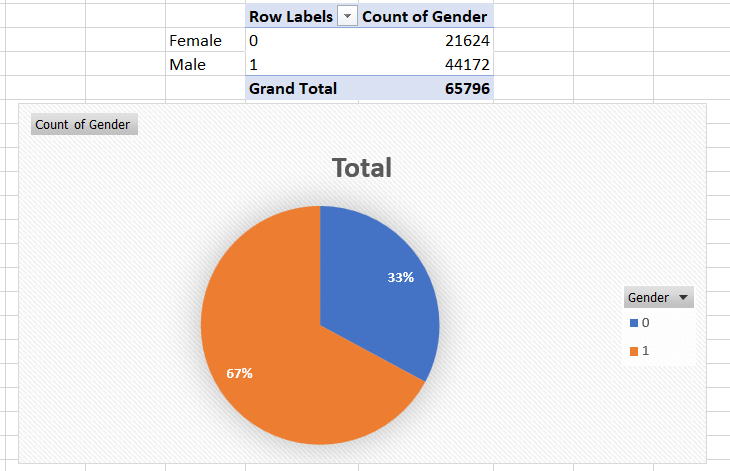 Row Labels Count of Gender
Female 0 21624
Male 1 44172
Grand Total 65796
Count of Gender
Total
33%
67%
Gender
0
1